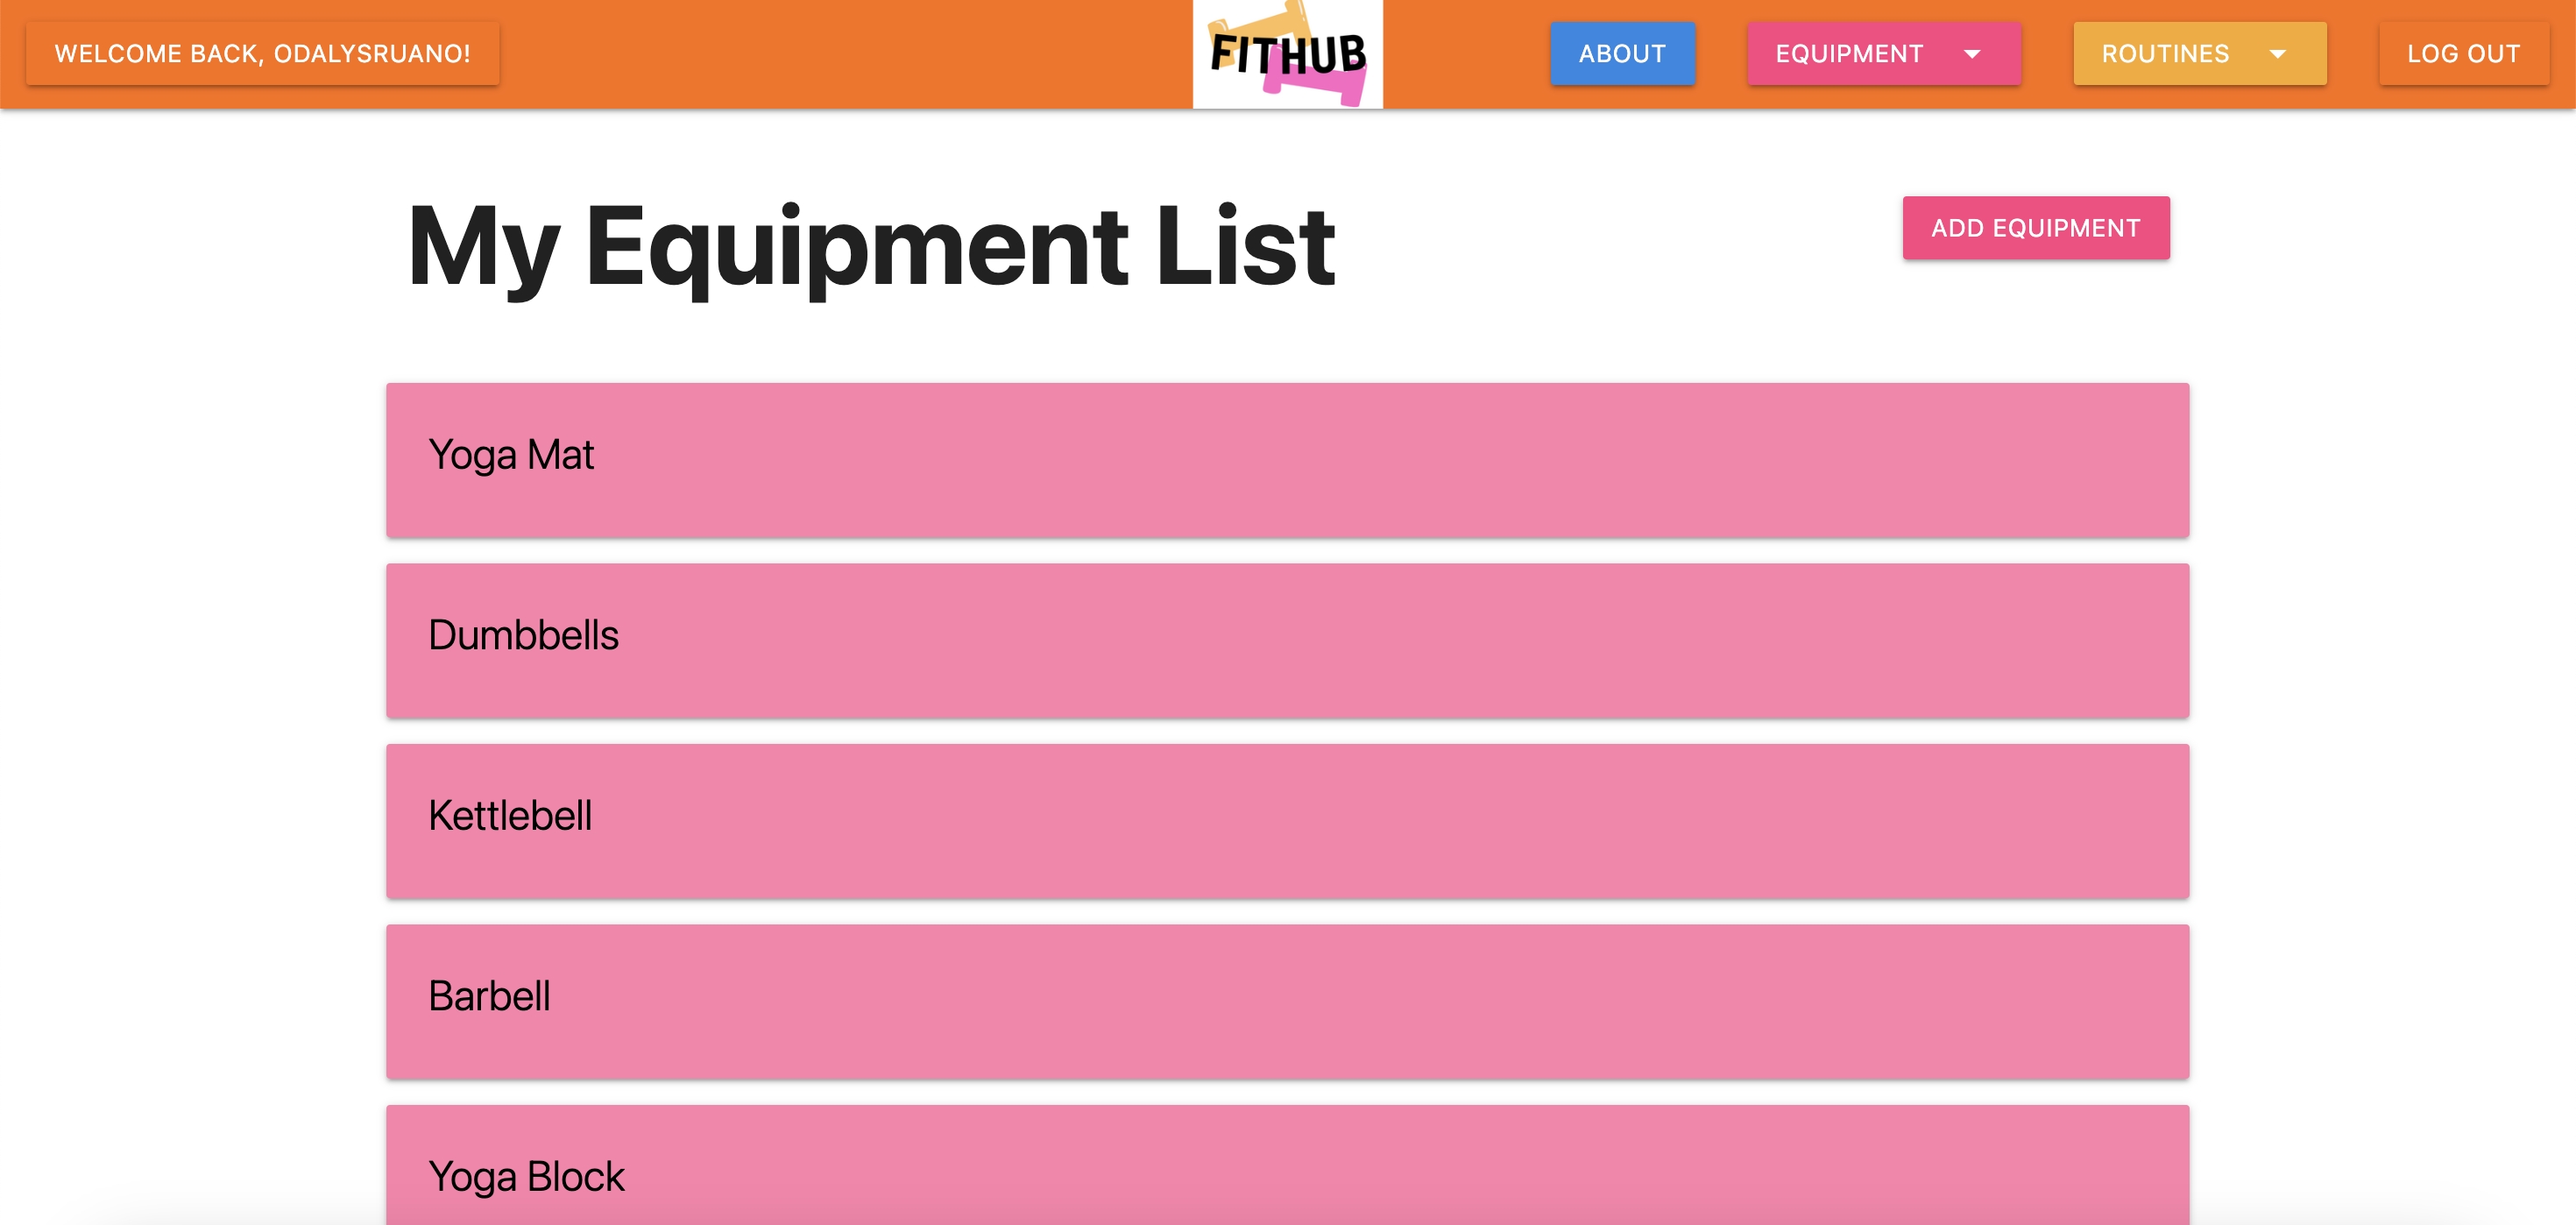 WELCOME BACK, ODALYSRUANO!
FITHUB
ABOUT
EQUIPMENT
ROUTINES
LOG OUT
My Equipment List
ADD EQUIPMENT
Yoga Mat
Dumbbells
Kettlebell
Barbell
Yoga Block